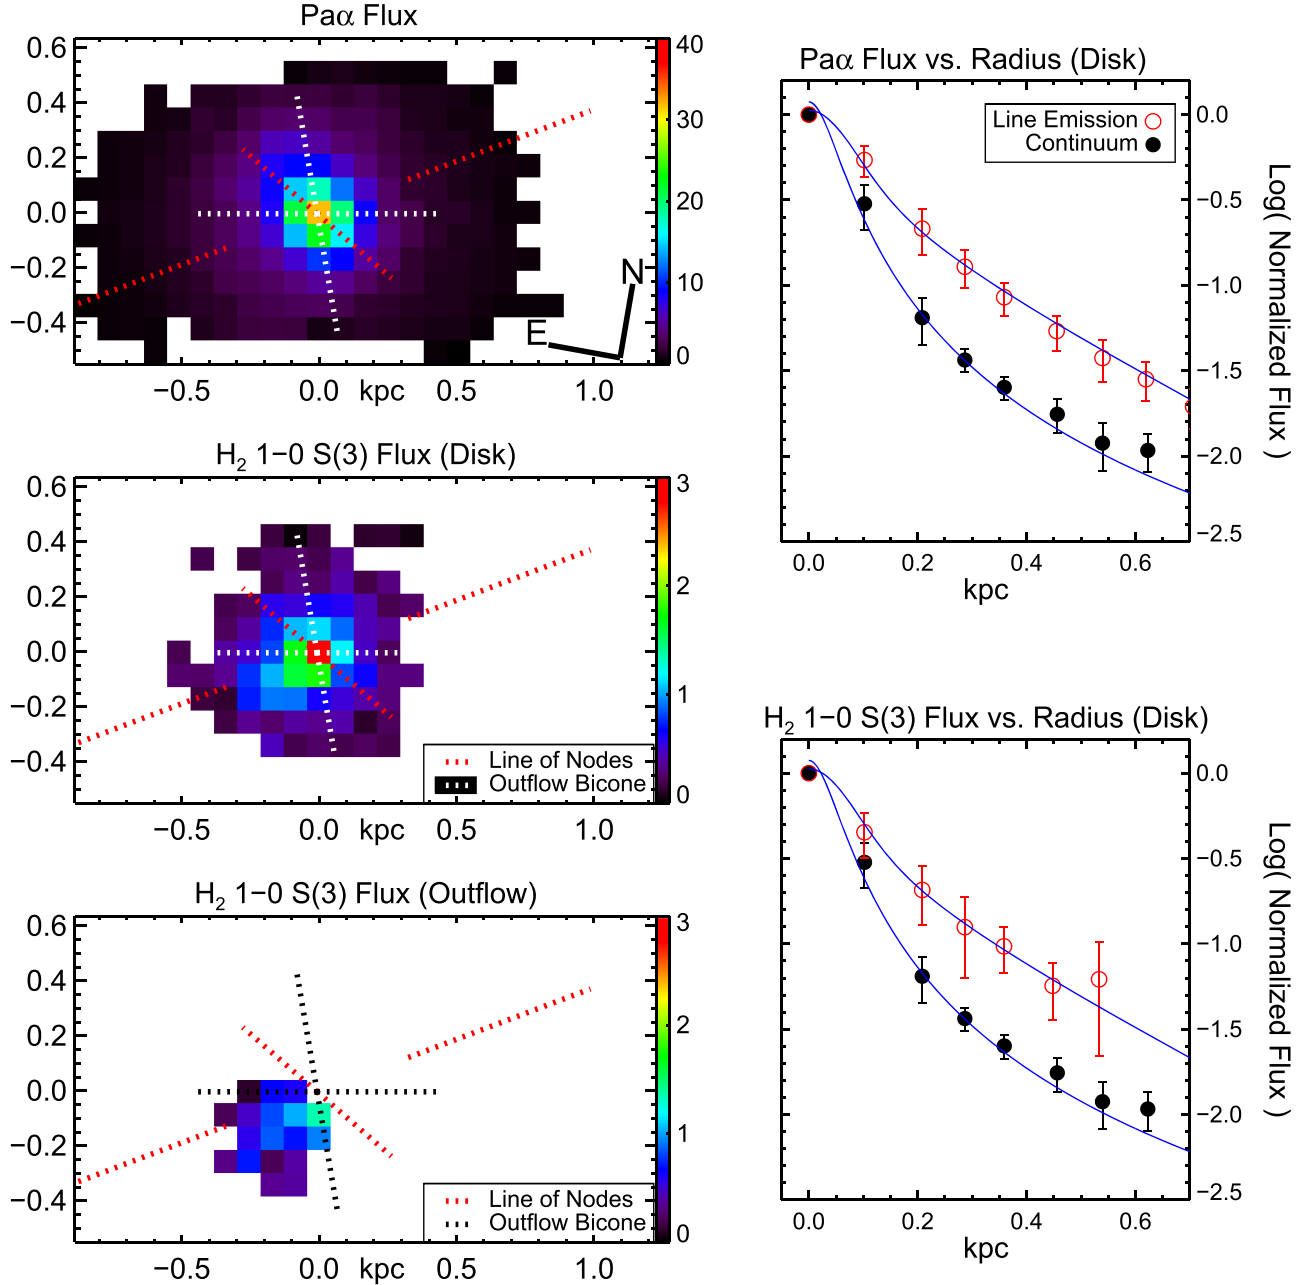 Paα Flux
0.6
0.4
0.2
0.0
−0.2
−0.4
−0.5 0.0 kpc 0.5 1.0
40
30
20
10
0
N
E
H₂ 1−0 S(3) Flux (Disk)
0.6
0.4
0.2
0.0
−0.2
−0.4
−0.5 0.0 kpc 0.5 1.0
3
2
1
0
Line of Nodes
Outflow Bicone
H₂ 1−0 S(3) Flux (Outflow)
0.6
0.4
0.2
0.0
−0.2
−0.4
−0.5 0.0 kpc 0.5 1.0
3
2
1
0
Line of Nodes
Outflow Bicone
Paα Flux vs. Radius (Disk)
Line Emission
Continuum
0.0
−0.5
−1.0
−1.5
−2.0
−2.5
Log( Normalized Flux )
0.0 0.2 0.4 0.6
kpc
H₂ 1−0 S(3) Flux vs. Radius (Disk)
0.0
−0.5
−1.0
−1.5
−2.0
−2.5
Log( Normalized Flux )
0.0 0.2 0.4 0.6
kpc